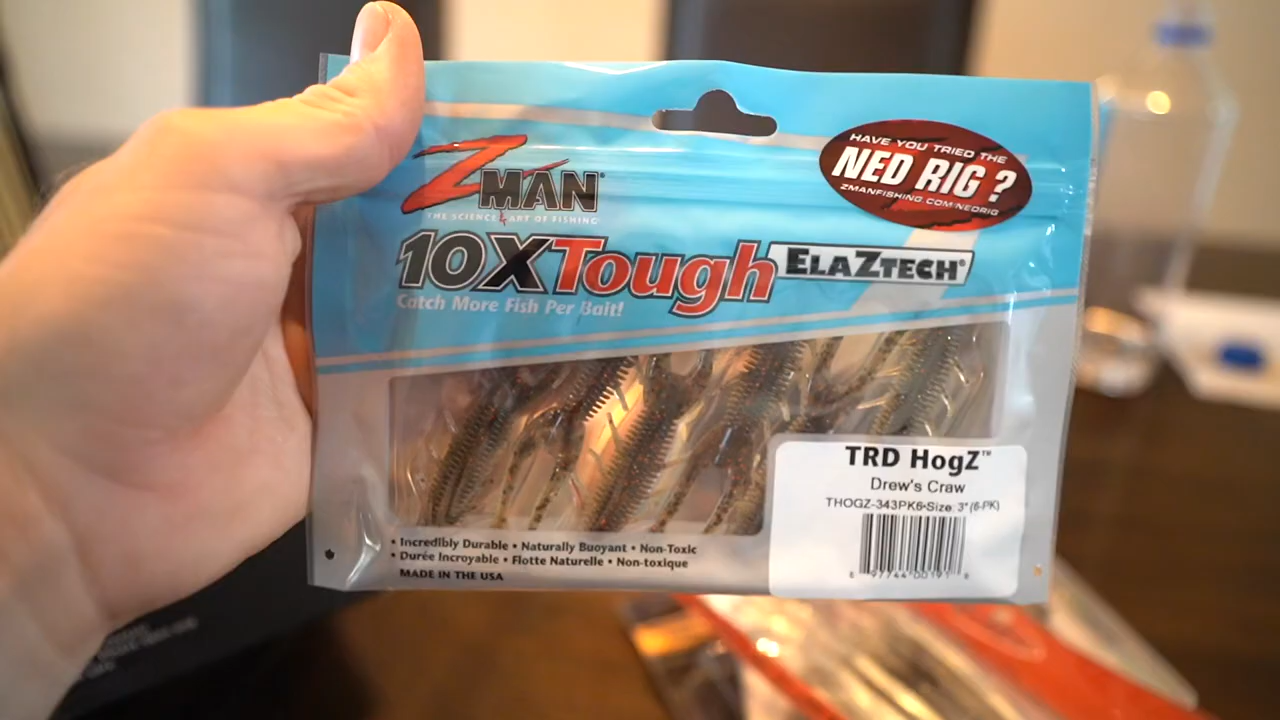 ZMAN®
THE SCIENCE & ART OF FISHING
HAVE YOU TRIED THE
NED RIG?
ZMANFISHING.COM/NEDRIG
10X Tough ELAZTECH®
Catch More Fish Per Bait!
TRD HogZ™
Drew's Craw
THOGZ-343PK6•Size: 3" (6-PK)
• Incredibly Durable • Naturally Buoyant • Non-Toxic
• Durée Incroyable • Flotte Naturelle • Non-toxique
MADE IN THE USA